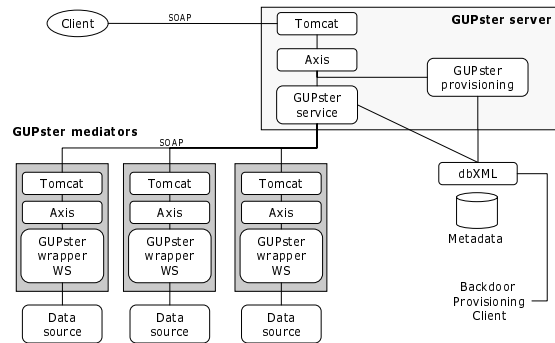 Client
SOAP
Tomcat
GUPster server
Axis
GUPster
provisioning
GUPster
service
GUPster mediators
SOAP
Tomcat
Axis
GUPster
wrapper
WS
Data
source
Tomcat
Axis
GUPster
wrapper
WS
Data
source
Tomcat
Axis
GUPster
wrapper
WS
Data
source
dbXML
Metadata
Backdoor
Provisioning
Client